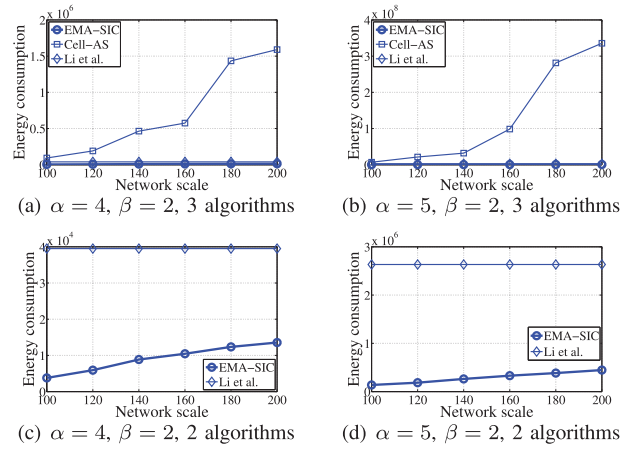 x 10^6
2
1.5
1
0.5
0
Energy consumption
EMA-SIC
Cell-AS
Li et al.
100 120 140 160 180 200
Network scale
(a) α = 4, β = 2, 3 algorithms
x 10^8
4
3
2
1
0
Energy consumption
EMA-SIC
Cell-AS
Li et al.
100 120 140 160 180 200
Network scale
(b) α = 5, β = 2, 3 algorithms
x 10^4
4
3
2
1
0
Energy consumption
EMA-SIC
Li et al.
100 120 140 160 180 200
Network scale
(c) α = 4, β = 2, 2 algorithms
x 10^6
3
2
1
0
Energy consumption
EMA-SIC
Li et al.
100 120 140 160 180 200
Network scale
(d) α = 5, β = 2, 2 algorithms